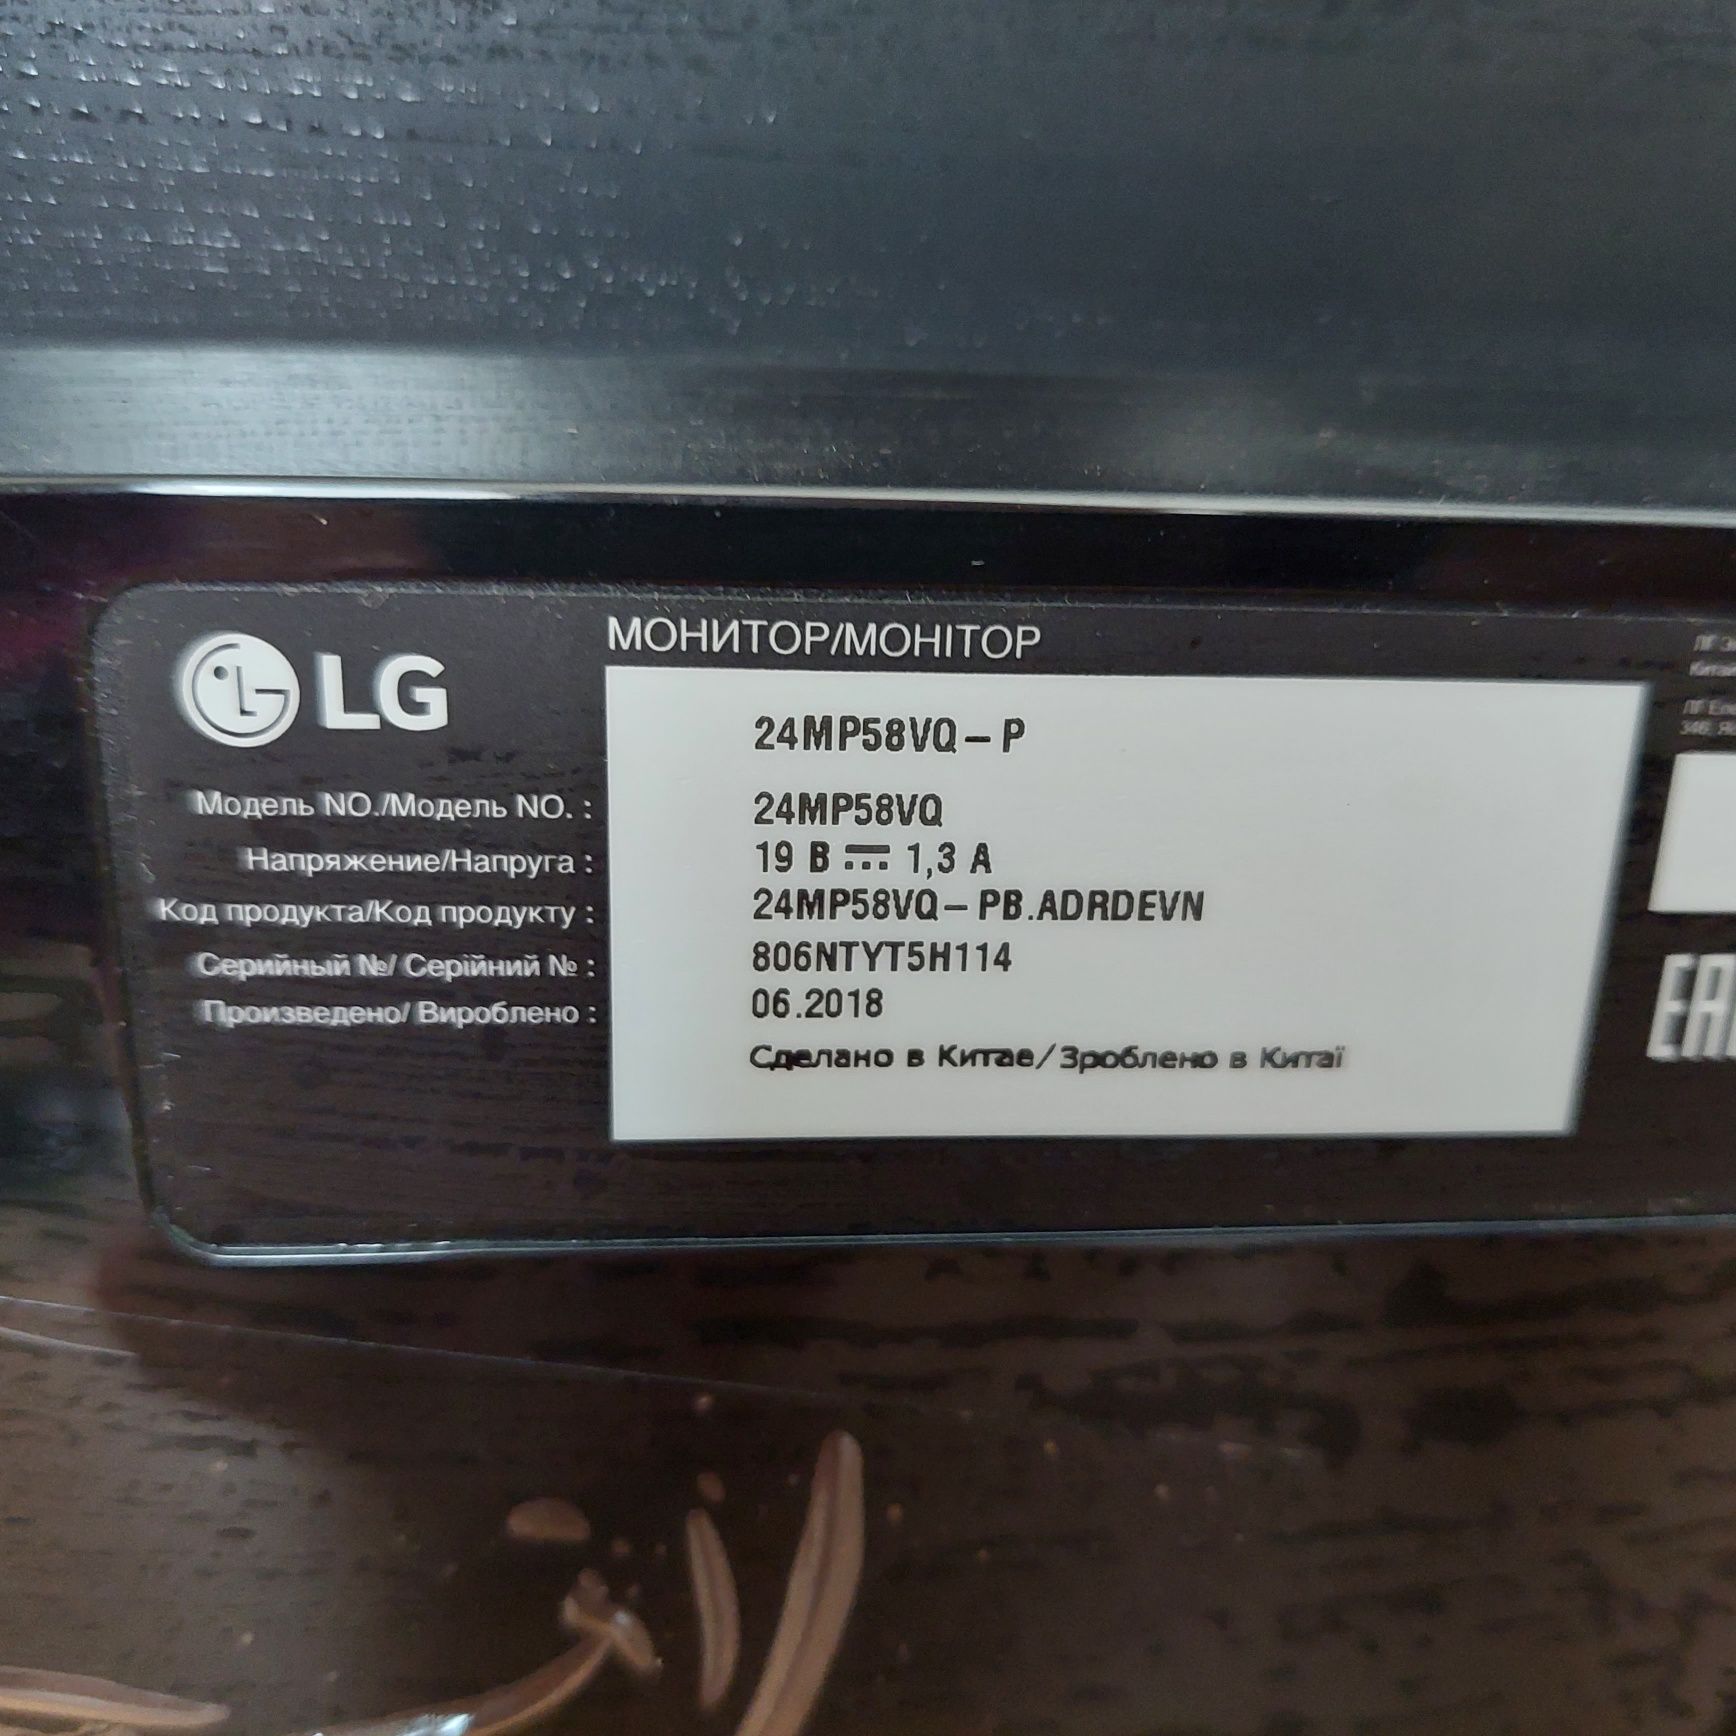 LG
МОНИТОР/МОНІТОР
24MP58VQ-P
Модель NO./Модель NO. : 24MP58VQ
Напряжение/Напруга : 19 В ⎓ 1,3 А
Код продукта/Код продукту : 24MP58VQ-PB.ADRDEVN
Серийный №/ Серійний № : 806NTYT5H114
Произведено/ Вироблено : 06.2018
Сделано в Китае/Зроблено в Китаї